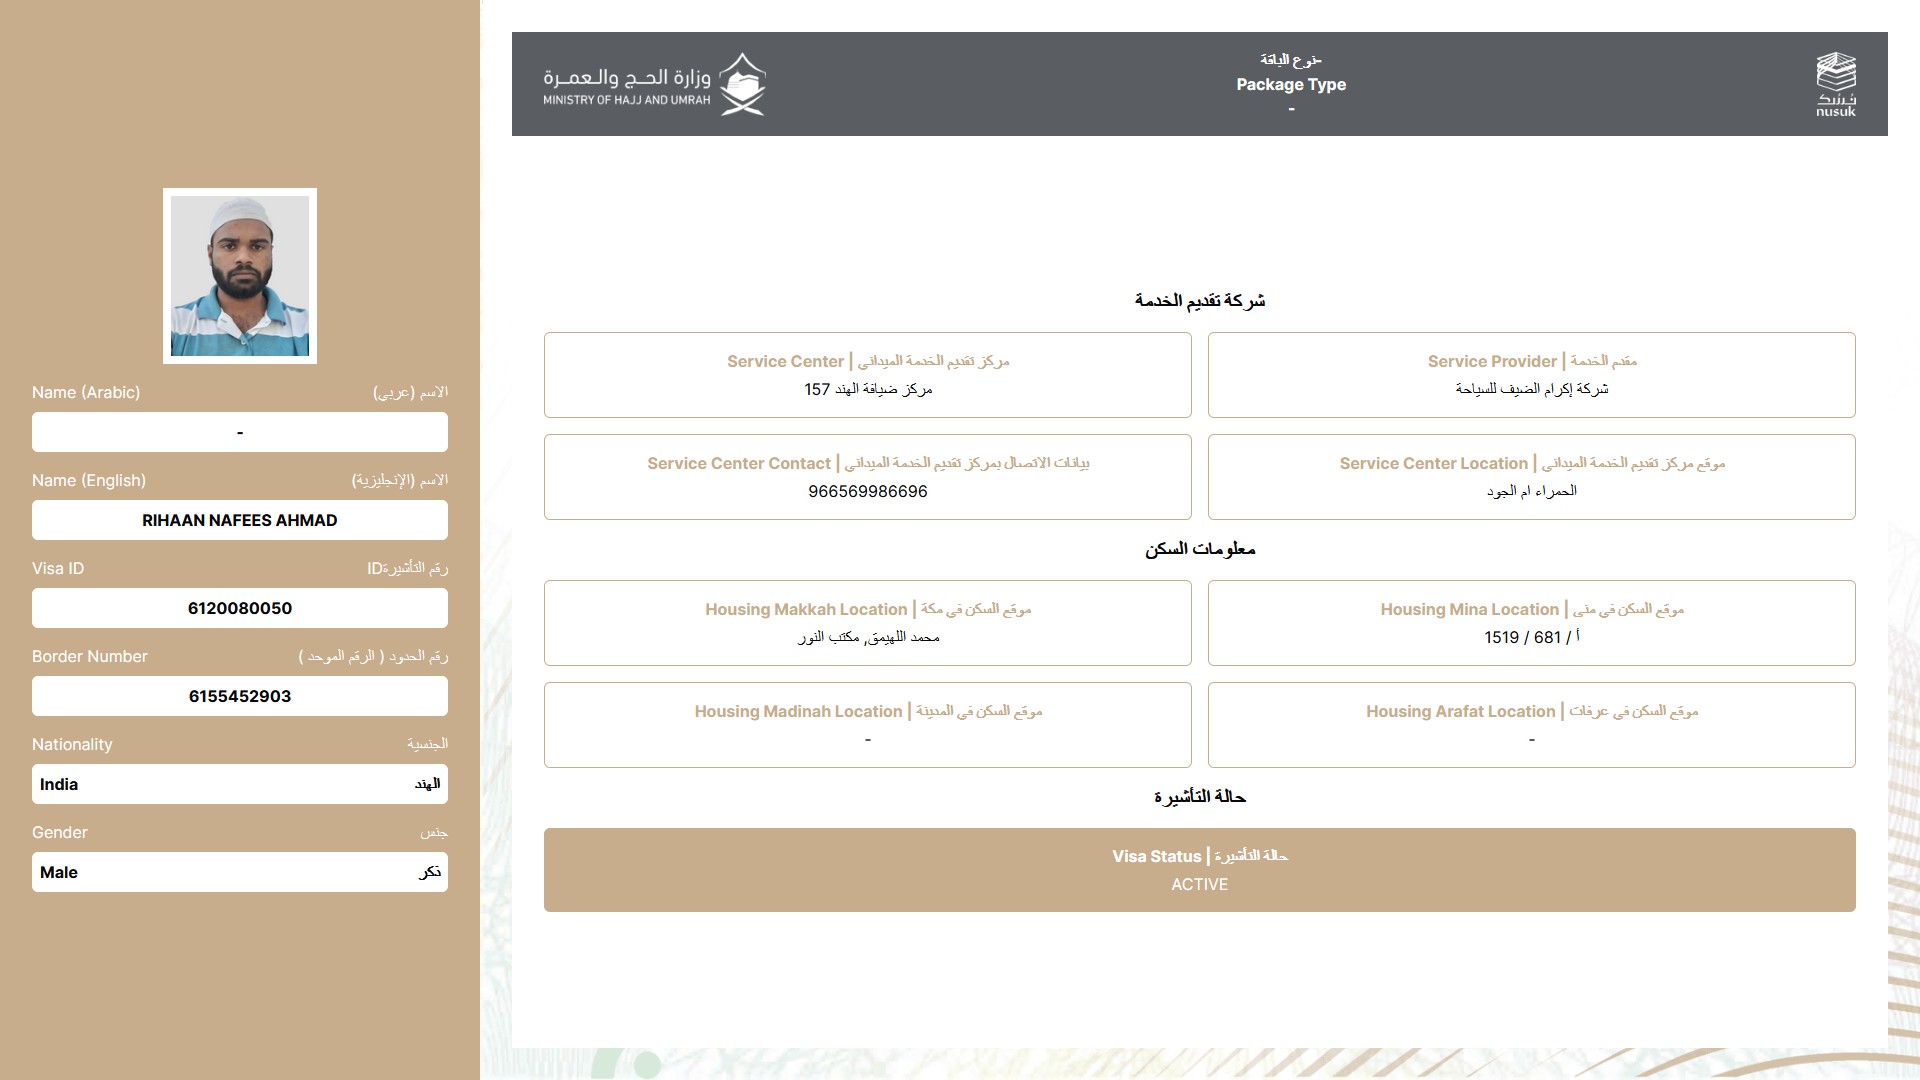 Name (Arabic) الاسم (عربي)
-
Name (English) الاسم (الإنجليزية)
RIHAAN NAFEES AHMAD
Visa ID رقم التأشيرةID
6120080050
Border Number رقم الحدود ( الرقم الموحد )
6155452903
Nationality الجنسية
India الهند
Gender جنس
Male ذكر
وزارة الحج والعمرة
MINISTRY OF HAJJ AND UMRAH
-نوع الباقة
Package Type
-
نُسُك
nusuk
شركة تقديم الخدمة
Service Center | مركز تقديم الخدمة الميداني
مركز ضيافة الهند 157
Service Provider | مقدم الخدمة
شركة إكرام الضيف للسياحة
Service Center Contact | بيانات الاتصال بمركز تقديم الخدمة الميداني
966569986696
Service Center Location | موقع مركز تقديم الخدمة الميداني
الحمراء ام الجود
معلومات السكن
Housing Makkah Location | موقع السكن في مكة
محمد اللهيمق, مكتب النور
Housing Mina Location | موقع السكن في منى
أ / 681 / 1519
Housing Madinah Location | موقع السكن في المدينة
-
Housing Arafat Location | موقع السكن في عرفات
-
حالة التأشيرة
Visa Status | حالة التأشيرة
ACTIVE